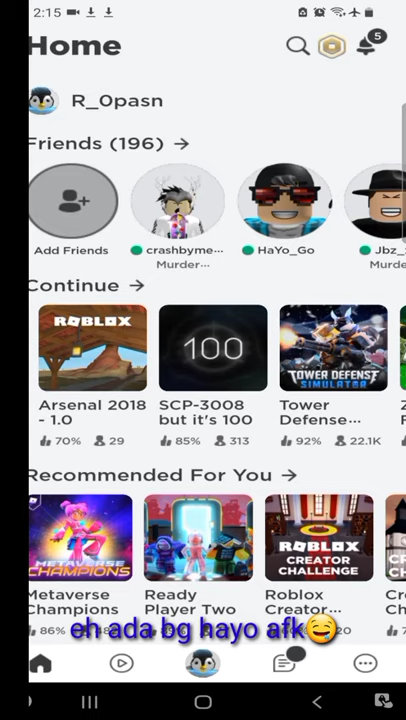 2:15
Home
5
R_0pasn
Friends (196) →
Add Friends
crashbyme...
Murder...
HaYo_Go
Jbz_
Murde
Continue →
ROBLOX
100
TOWER DEFENSE
SIMULATOR
Arsenal 2018
- 1.0
SCP-3008
but it's 100
Tower
Defense...
70% 29
85% 313
92% 22.1K
Recommended For You →
METAVERSE
CHAMPIONS
ROBLOX
CREATOR
CHALLENGE
Metaverse
Champions
Ready
Player Two
Roblox
Creator...
86%
eh ada bg hayo afk🤤